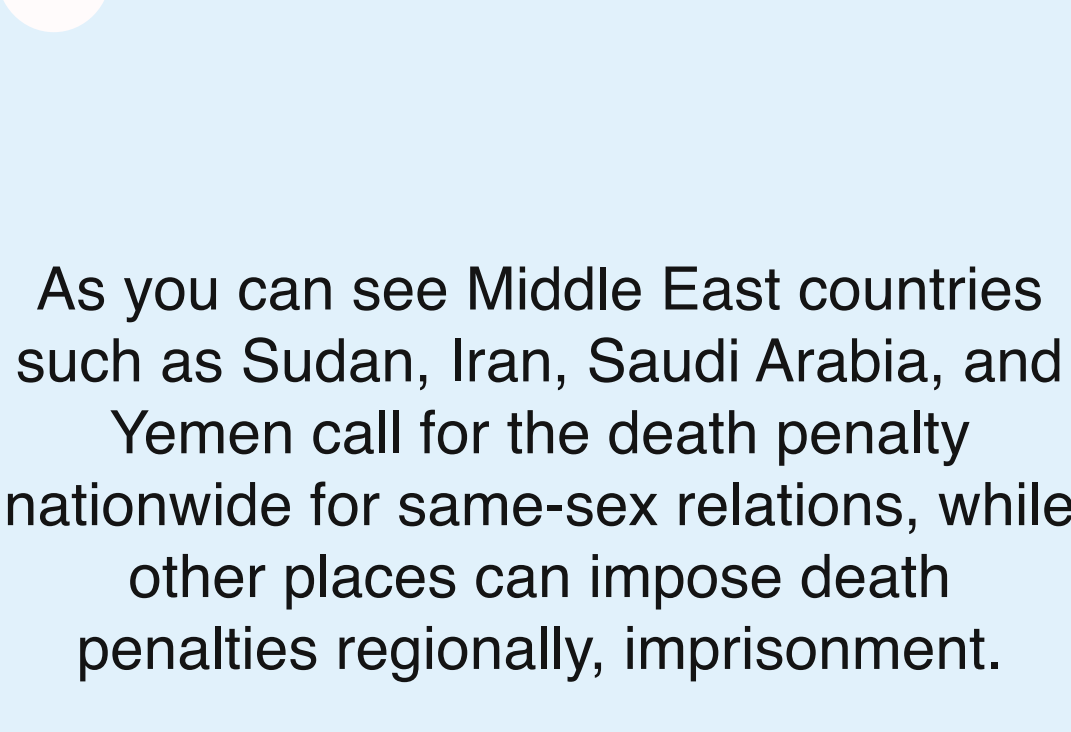 As you can see Middle East countries
such as Sudan, Iran, Saudi Arabia, and
Yemen call for the death penalty
nationwide for same-sex relations, while
other places can impose death
penalties regionally, imprisonment.